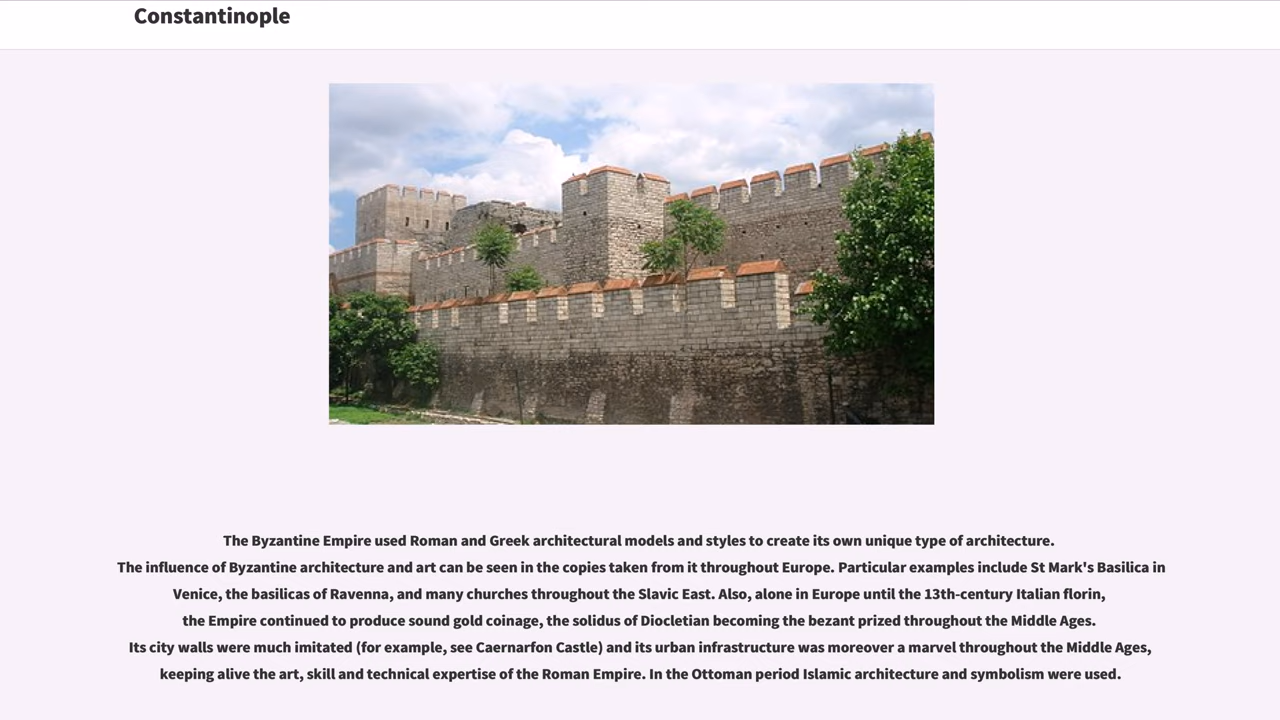 Constantinople
The Byzantine Empire used Roman and Greek architectural models and styles to create its own unique type of architecture.
The influence of Byzantine architecture and art can be seen in the copies taken from it throughout Europe. Particular examples include St Mark's Basilica in
Venice, the basilicas of Ravenna, and many churches throughout the Slavic East. Also, alone in Europe until the 13th-century Italian florin,
the Empire continued to produce sound gold coinage, the solidus of Diocletian becoming the bezant prized throughout the Middle Ages.
Its city walls were much imitated (for example, see Caernarfon Castle) and its urban infrastructure was moreover a marvel throughout the Middle Ages,
keeping alive the art, skill and technical expertise of the Roman Empire. In the Ottoman period Islamic architecture and symbolism were used.